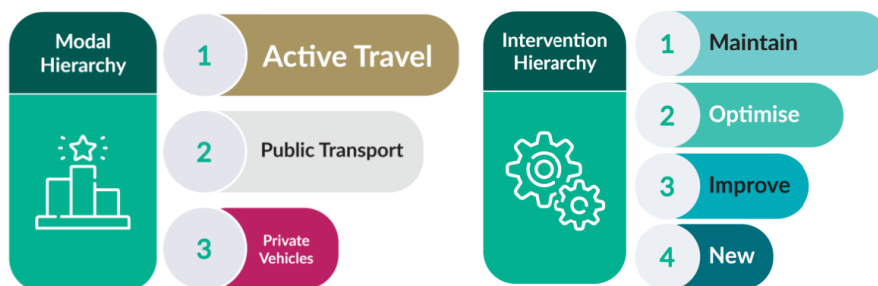 Modal
Hierarchy
1
Active Travel
2
Public Transport
3
Private
Vehicles
Intervention
Hierarchy
1
Maintain
2
Optimise
3
Improve
4
New